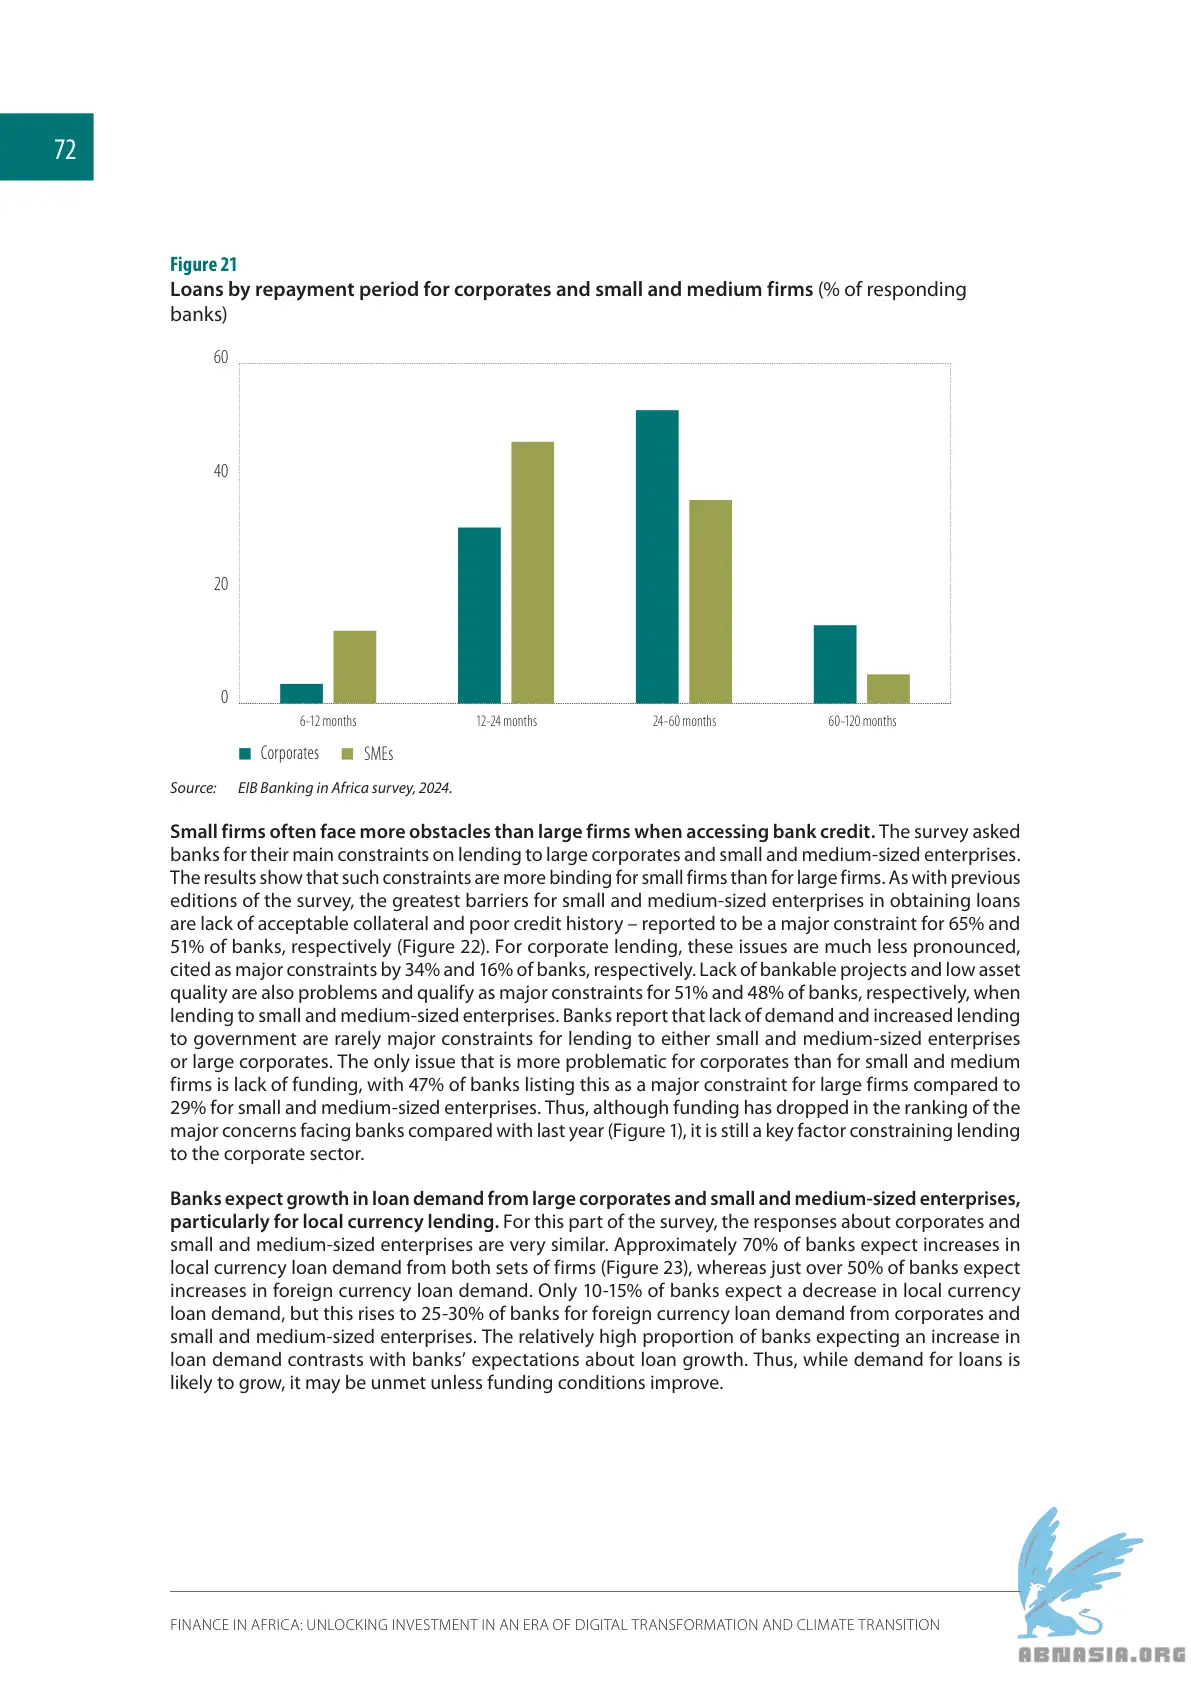 72
Figure 21
Loans by repayment period for corporates and small and medium firms (% of responding
banks)
60
40
20
0
6-12 months
12-24 months
24-60 months
60-120 months
Corporates
SMEs
Source: EIB Banking in Africa survey, 2024.
Small firms often face more obstacles than large firms when accessing bank credit. The survey asked
banks for their main constraints on lending to large corporates and small and medium-sized enterprises.
The results show that such constraints are more binding for small firms than for large firms. As with previous
editions of the survey, the greatest barriers for small and medium-sized enterprises in obtaining loans
are lack of acceptable collateral and poor credit history – reported to be a major constraint for 65% and
51% of banks, respectively (Figure 22). For corporate lending, these issues are much less pronounced,
cited as major constraints by 34% and 16% of banks, respectively. Lack of bankable projects and low asset
quality are also problems and qualify as major constraints for 51% and 48% of banks, respectively, when
lending to small and medium-sized enterprises. Banks report that lack of demand and increased lending
to government are rarely major constraints for lending to either small and medium-sized enterprises
or large corporates. The only issue that is more problematic for corporates than for small and medium
firms is lack of funding, with 47% of banks listing this as a major constraint for large firms compared to
29% for small and medium-sized enterprises. Thus, although funding has dropped in the ranking of the
major concerns facing banks compared with last year (Figure 1), it is still a key factor constraining lending
to the corporate sector.
Banks expect growth in loan demand from large corporates and small and medium-sized enterprises,
particularly for local currency lending. For this part of the survey, the responses about corporates and
small and medium-sized enterprises are very similar. Approximately 70% of banks expect increases in
local currency loan demand from both sets of firms (Figure 23), whereas just over 50% of banks expect
increases in foreign currency loan demand. Only 10-15% of banks expect a decrease in local currency
loan demand, but this rises to 25-30% of banks for foreign currency loan demand from corporates and
small and medium-sized enterprises. The relatively high proportion of banks expecting an increase in
loan demand contrasts with banks’ expectations about loan growth. Thus, while demand for loans is
likely to grow, it may be unmet unless funding conditions improve.
FINANCE IN AFRICA: UNLOCKING INVESTMENT IN AN ERA OF DIGITAL TRANSFORMATION AND CLIMATE TRANSITION
ABNASIA.ORG